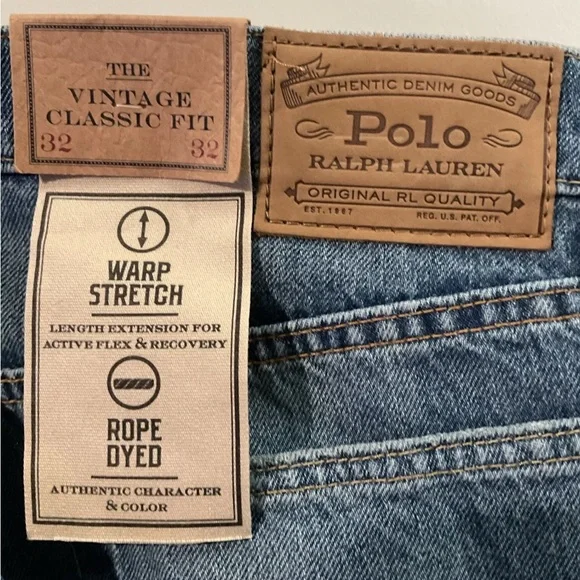 THE
VINTAGE
CLASSIC FIT
32 32
WARP
STRETCH
LENGTH EXTENSION FOR
ACTIVE FLEX & RECOVERY
ROPE
DYED
AUTHENTIC CHARACTER
& COLOR
AUTHENTIC DENIM GOODS
Polo
RALPH LAUREN
ORIGINAL RL QUALITY
EST. 1967 REG. U.S. PAT. OFF.